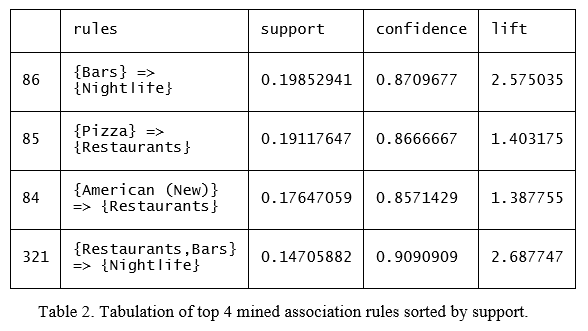 rules support confidence lift
86 {Bars} => {Nightlife} 0.19852941 0.8709677 2.575035
85 {Pizza} => {Restaurants} 0.19117647 0.8666667 1.403175
84 {American (New)} => {Restaurants} 0.17647059 0.8571429 1.387755
321 {Restaurants,Bars} => {Nightlife} 0.14705882 0.9090909 2.687747
Table 2. Tabulation of top 4 mined association rules sorted by support.